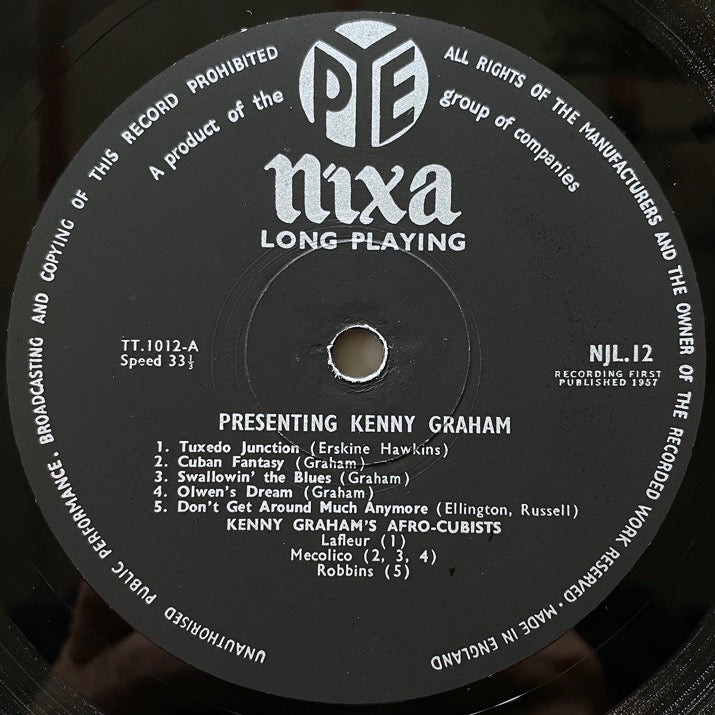 UNAUTHORISED PUBLIC PERFORMANCE, BROADCASTING AND COPYING OF THIS RECORD PROHIBITED
ALL RIGHTS OF THE MANUFACTURERS AND THE OWNER OF THE RECORDED WORK RESERVED · MADE IN ENGLAND
A product of the
PYE
group of companies
nixa
LONG PLAYING
TT.1012-A
Speed 33⅓
NJL.12
RECORDING FIRST
PUBLISHED 1957
PRESENTING KENNY GRAHAM
1. Tuxedo Junction (Erskine Hawkins)
2. Cuban Fantasy (Graham)
3. Swallowin' the Blues (Graham)
4. Olwen's Dream (Graham)
5. Don't Get Around Much Anymore (Ellington, Russell)
KENNY GRAHAM'S AFRO-CUBISTS
Lafleur (1)
Mecolico (2, 3, 4)
Robbins (5)